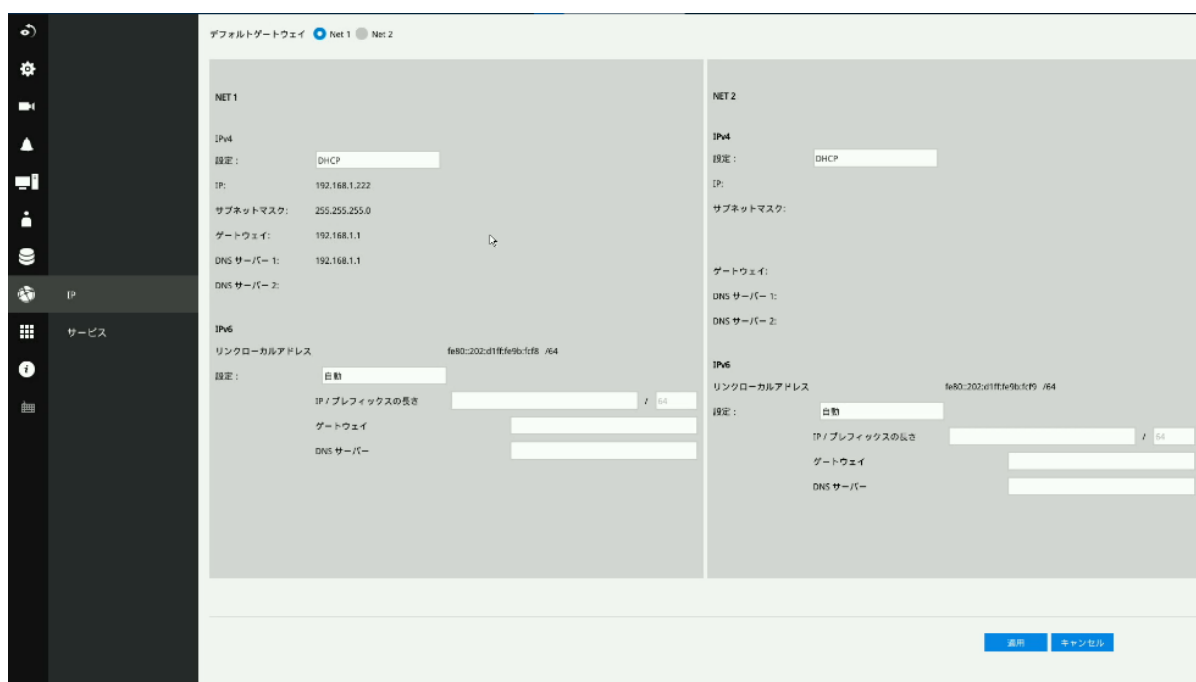 デフォルトゲートウェイ Net 1 Net 2
IP
サービス
NET 1
IPv4
設定 : DHCP
IP: 192.168.1.222
サブネットマスク: 255.255.255.0
ゲートウェイ: 192.168.1.1
DNS サーバー 1: 192.168.1.1
DNS サーバー 2:
IPv6
リンクローカルアドレス fe80::202:d1ff:fe9b:fcf8 /64
設定 : 自動
IP / プレフィックスの長さ / 64
ゲートウェイ
DNS サーバー
NET 2
IPv4
設定 : DHCP
IP:
サブネットマスク:
ゲートウェイ:
DNS サーバー 1:
DNS サーバー 2:
IPv6
リンクローカルアドレス fe80::202:d1ff:fe9b:fcf9 /64
設定 : 自動
IP / プレフィックスの長さ / 64
ゲートウェイ
DNS サーバー
適用 キャンセル